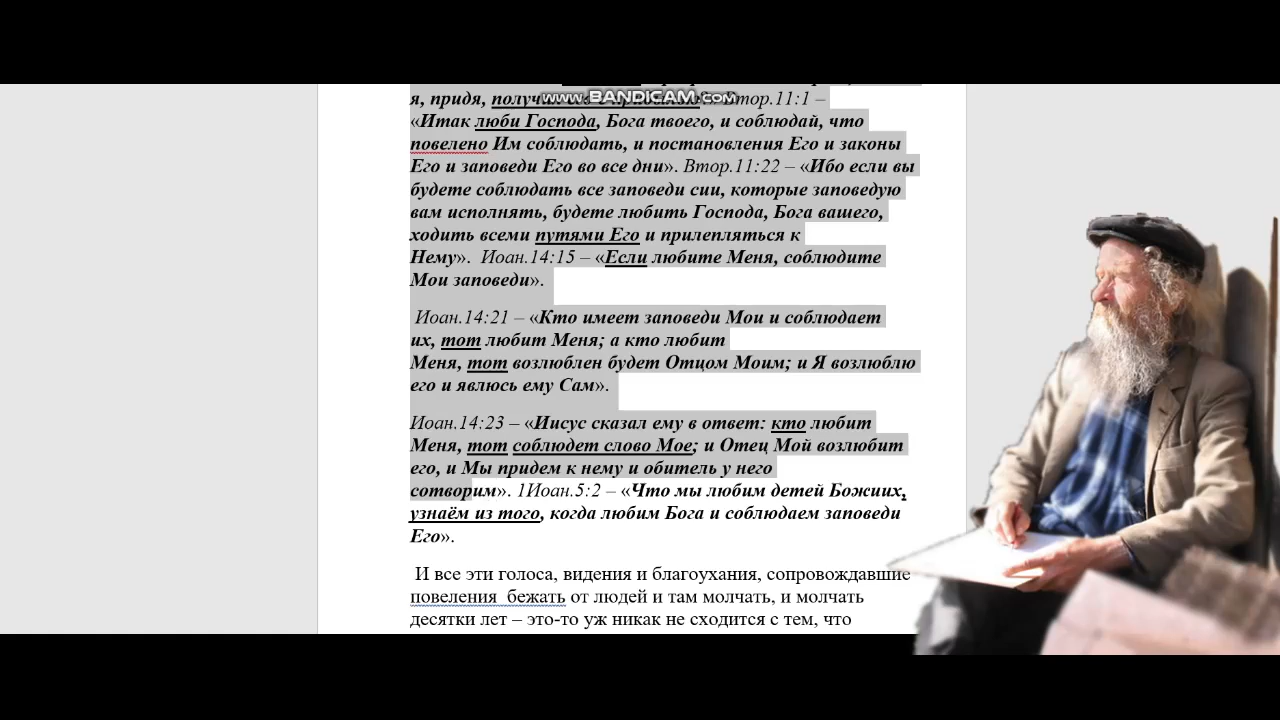 я, придя, получил
www.BANDICAM.com
Втор.11:1 –
«Итак люби Господа, Бога твоего, и соблюдай, что
повелено Им соблюдать, и постановления Его и законы
Его и заповеди Его во все дни». Втор.11:22 – «Ибо если вы
будете соблюдать все заповеди сии, которые заповедую
вам исполнять, будете любить Господа, Бога вашего,
ходить всеми путями Его и прилепляться к
Нему».  Иоан.14:15 – «Если любите Меня, соблюдите
Мои заповеди».
Иоан.14:21 – «Кто имеет заповеди Мои и соблюдает
их, тот любит Меня; а кто любит
Меня, тот возлюблен будет Отцом Моим; и Я возлюблю
его и явлюсь ему Сам».
Иоан.14:23 – «Иисус сказал ему в ответ: кто любит
Меня, тот соблюдет слово Мое; и Отец Мой возлюбит
его, и Мы придем к нему и обитель у него
сотворим». 1Иоан.5:2 – «Что мы любим детей Божиих,
узнаём из того, когда любим Бога и соблюдаем заповеди
Его».
И все эти голоса, видения и благоухания, сопровождавшие
повеления  бежать от людей и там молчать, и молчать
десятки лет – это-то уж никак не сходится с тем, что